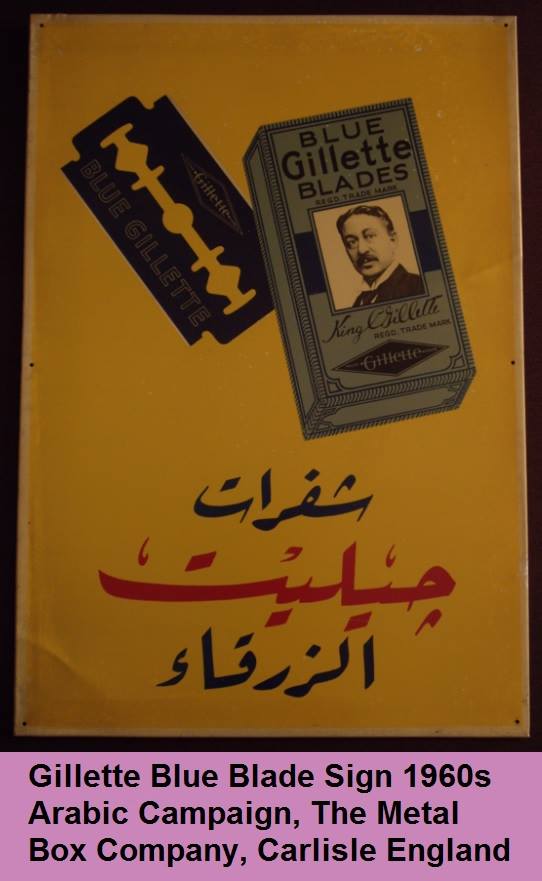 Gillette
BLUE GILLETTE
BLUE
Gillette
BLADES
REGD. TRADE MARK
King C Gillette
REGD. TRADE MARK
Gillette
شفرات
جيليت
الزرقاء
Gillette Blue Blade Sign 1960s
Arabic Campaign, The Metal
Box Company, Carlisle England